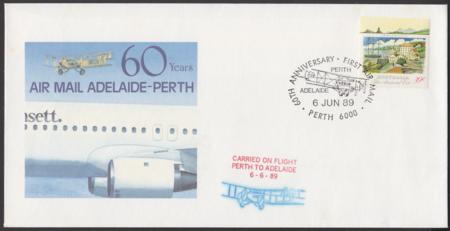 60 Years
AIR MAIL ADELAIDE-PERTH
nsett.
60TH ANNIVERSARY · FIRST AIR MAIL ·
PERTH
ADELAIDE
6 JUN 89
· PERTH 6000 ·
CARRIED ON FLIGHT
PERTH TO ADELAIDE
6-6-89